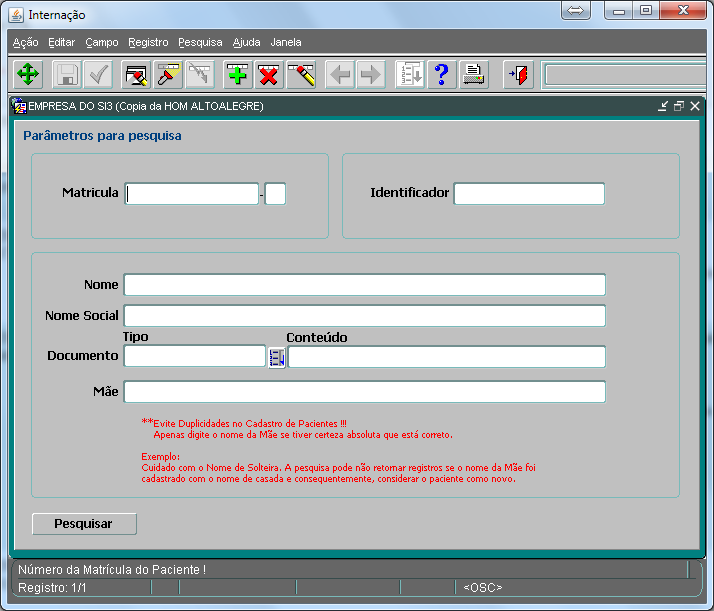 Internação
Ação Editar Campo Registro Pesquisa Ajuda Janela
EMPRESA DO SI3 (Copia da HOM ALTOALEGRE)
Parâmetros para pesquisa
Matricula - Identificador
Nome
Nome Social
Tipo Conteúdo
Documento
Mãe
**Evite Duplicidades no Cadastro de Pacientes !!!
Apenas digite o nome da Mãe se tiver certeza absoluta que está correto.
Exemplo:
Cuidado com o Nome de Solteira. A pesquisa pode não retornar registros se o nome da Mãe foi
cadastrado com o nome de casada e consequentemente, considerar o paciente como novo.
Pesquisar
Número da Matrícula do Paciente !
Registro: 1/1 <OSC>